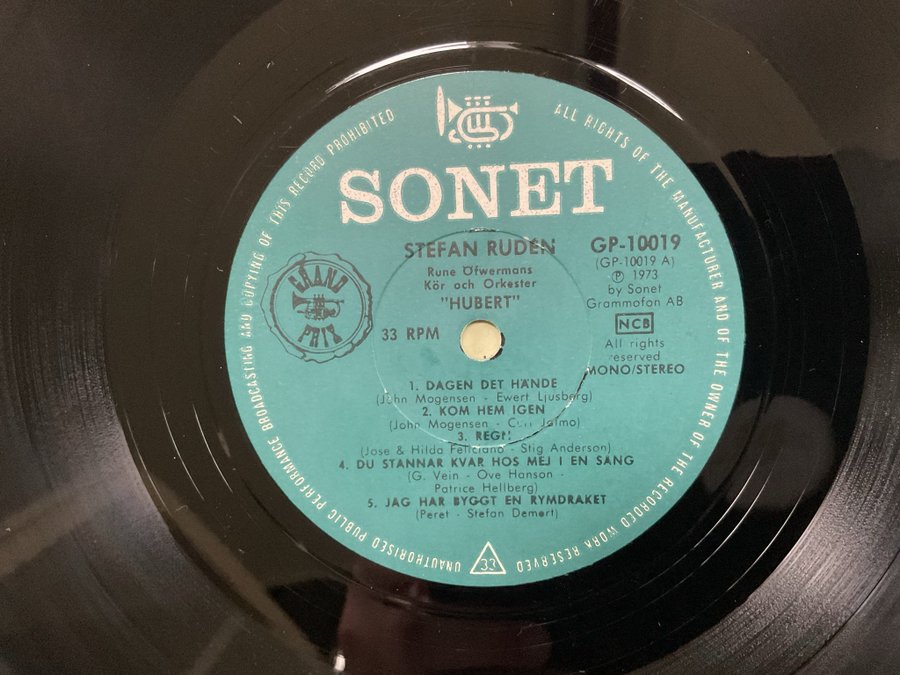 SONET
STEFAN RUDÉN
Rune Öfwermans
Kör och Orkester
"HUBERT"
33 RPM
GRAND
PRIX
GP-10019
(GP-10019 A)
Ⓟ 1973
by Sonet
Grammofon AB
NCB
All rights
reserved
MONO/STEREO
1. DAGEN DET HÄNDE
(John Mogensen - Ewert Ljusberg)
2. KOM HEM IGEN
(John Mogensen - Jalmo)
3. REGN
(Jose & Hilda Feliciano - Stig Anderson)
4. DU STANNAR KVAR HOS MEJ I EN SANG
(G. Vein - Ove Hanson -
Patrice Hellberg)
5. JAG HAR BYGGT EN RYMDRAKET
(Peret - Stefan Demert)
33
ALL RIGHTS OF THE MANUFACTURER AND OF THE OWNER OF THE RECORDED WORK RESERVED
UNAUTHORISED PUBLIC PERFORMANCE BROADCASTING AND COPYING OF THIS RECORD PROHIBITED